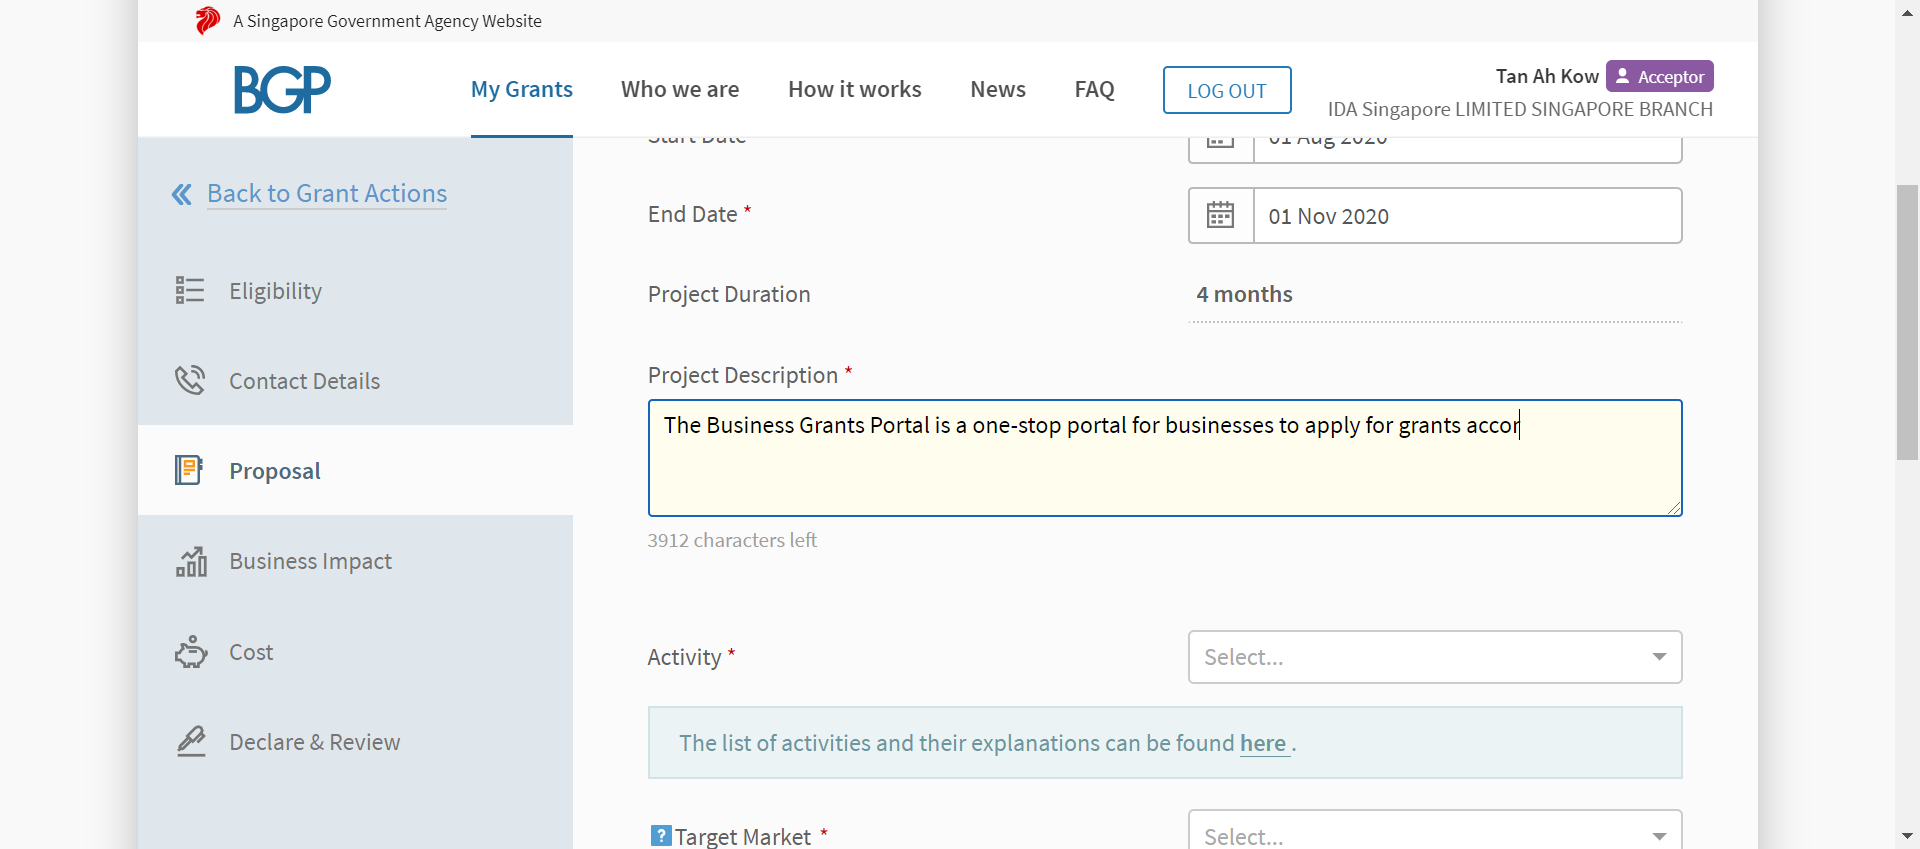 A Singapore Government Agency Website
BGP
My Grants
Who we are
How it works
News
FAQ
LOG OUT
Tan Ah Kow
Acceptor
IDA Singapore LIMITED SINGAPORE BRANCH
Back to Grant Actions
Eligibility
Contact Details
Proposal
Business Impact
Cost
Declare & Review
Start Date
01 Aug 2020
End Date *
01 Nov 2020
Project Duration
4 months
Project Description *
The Business Grants Portal is a one-stop portal for businesses to apply for grants accor
3912 characters left
Activity *
Select...
The list of activities and their explanations can be found here .
? Target Market *
Select...